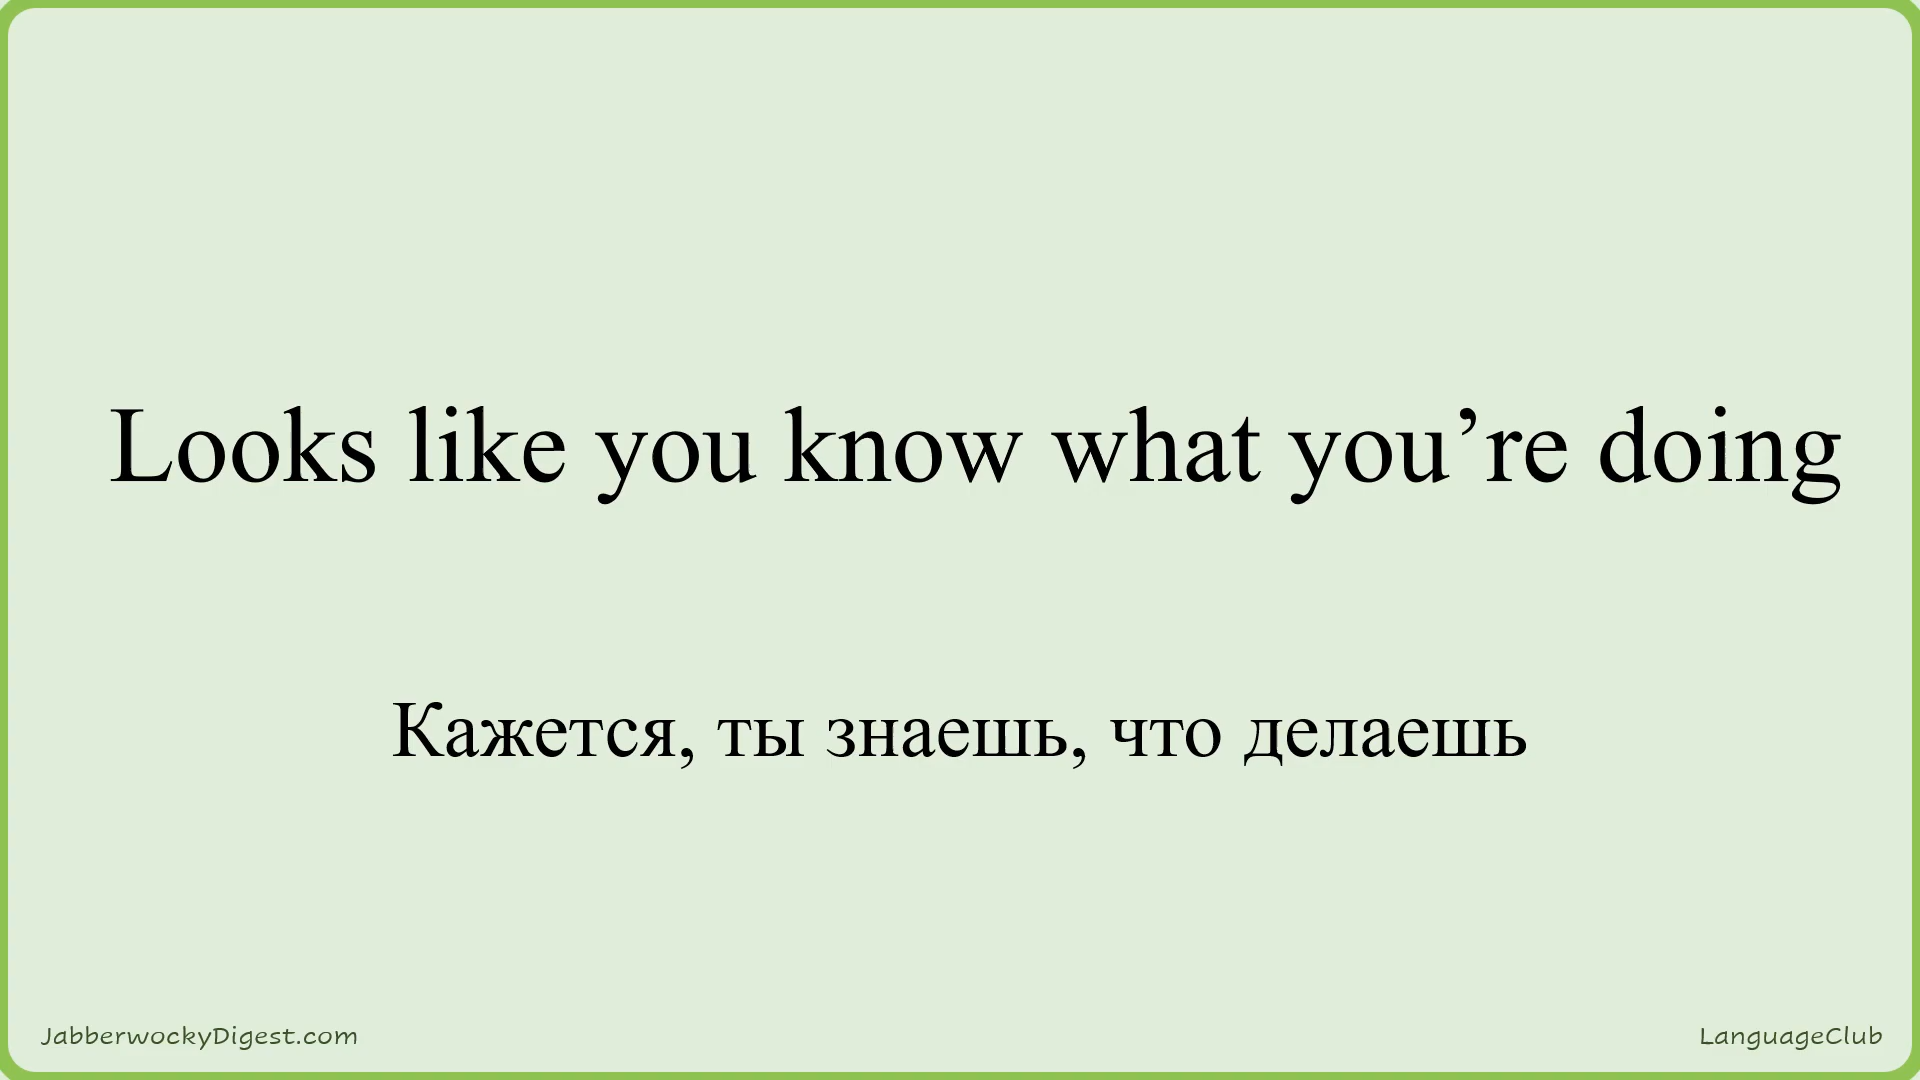 Looks like you know what you’re doing
Кажется, ты знаешь, что делаешь
JabberwockyDigest.com
LanguageClub